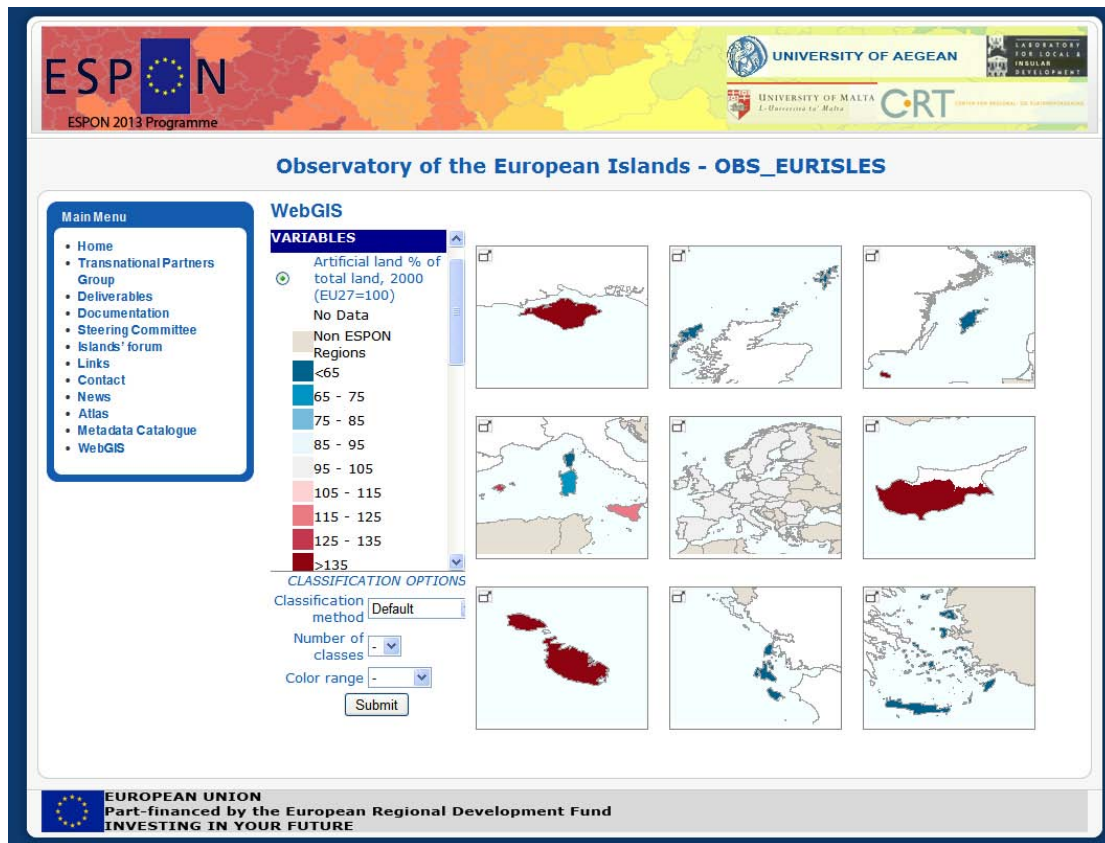 ESPON
ESPON 2013 Programme
UNIVERSITY OF AEGEAN
LABORATORY
FOR LOCAL &
INSULAR
DEVELOPMENT
UNIVERSITY OF MALTA
L-Università ta' Malta
CRT
Observatory of the European Islands - OBS_EURISLES
Main Menu
Home
Transnational Partners
Group
Deliverables
Documentation
Steering Committee
Islands' forum
Links
Contact
News
Atlas
Metadata Catalogue
WebGIS
WebGIS
VARIABLES
Artificial land % of
total land, 2000
(EU27=100)
No Data
Non ESPON
Regions
<65
65 - 75
75 - 85
85 - 95
95 - 105
105 - 115
115 - 125
125 - 135
>135
CLASSIFICATION OPTIONS
Classification
method
Default
Number of
classes
-
Color range
-
Submit
EUROPEAN UNION
Part-financed by the European Regional Development Fund
INVESTING IN YOUR FUTURE